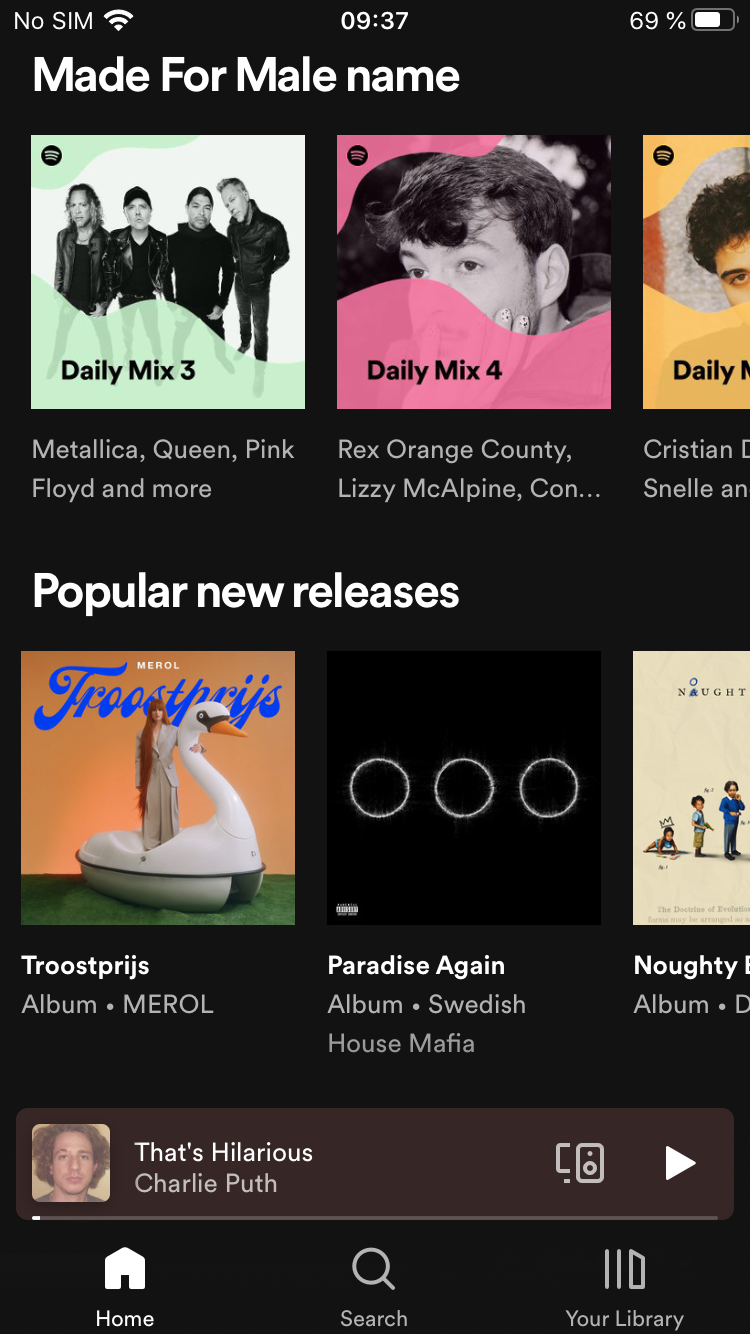 No SIM 09:37 69 %
Made For Male name
Daily Mix 3
Daily Mix 4
Daily M
Metallica, Queen, Pink
Floyd and more
Rex Orange County,
Lizzy McAlpine, Con...
Cristian D
Snelle an
Popular new releases
MEROL
Troostprijs
NAUGHT
The Doctrine of Evolutio
Troostprijs
Album • MEROL
Paradise Again
Album • Swedish
House Mafia
Noughty
Album • D
That's Hilarious
Charlie Puth
Home
Search
Your Library